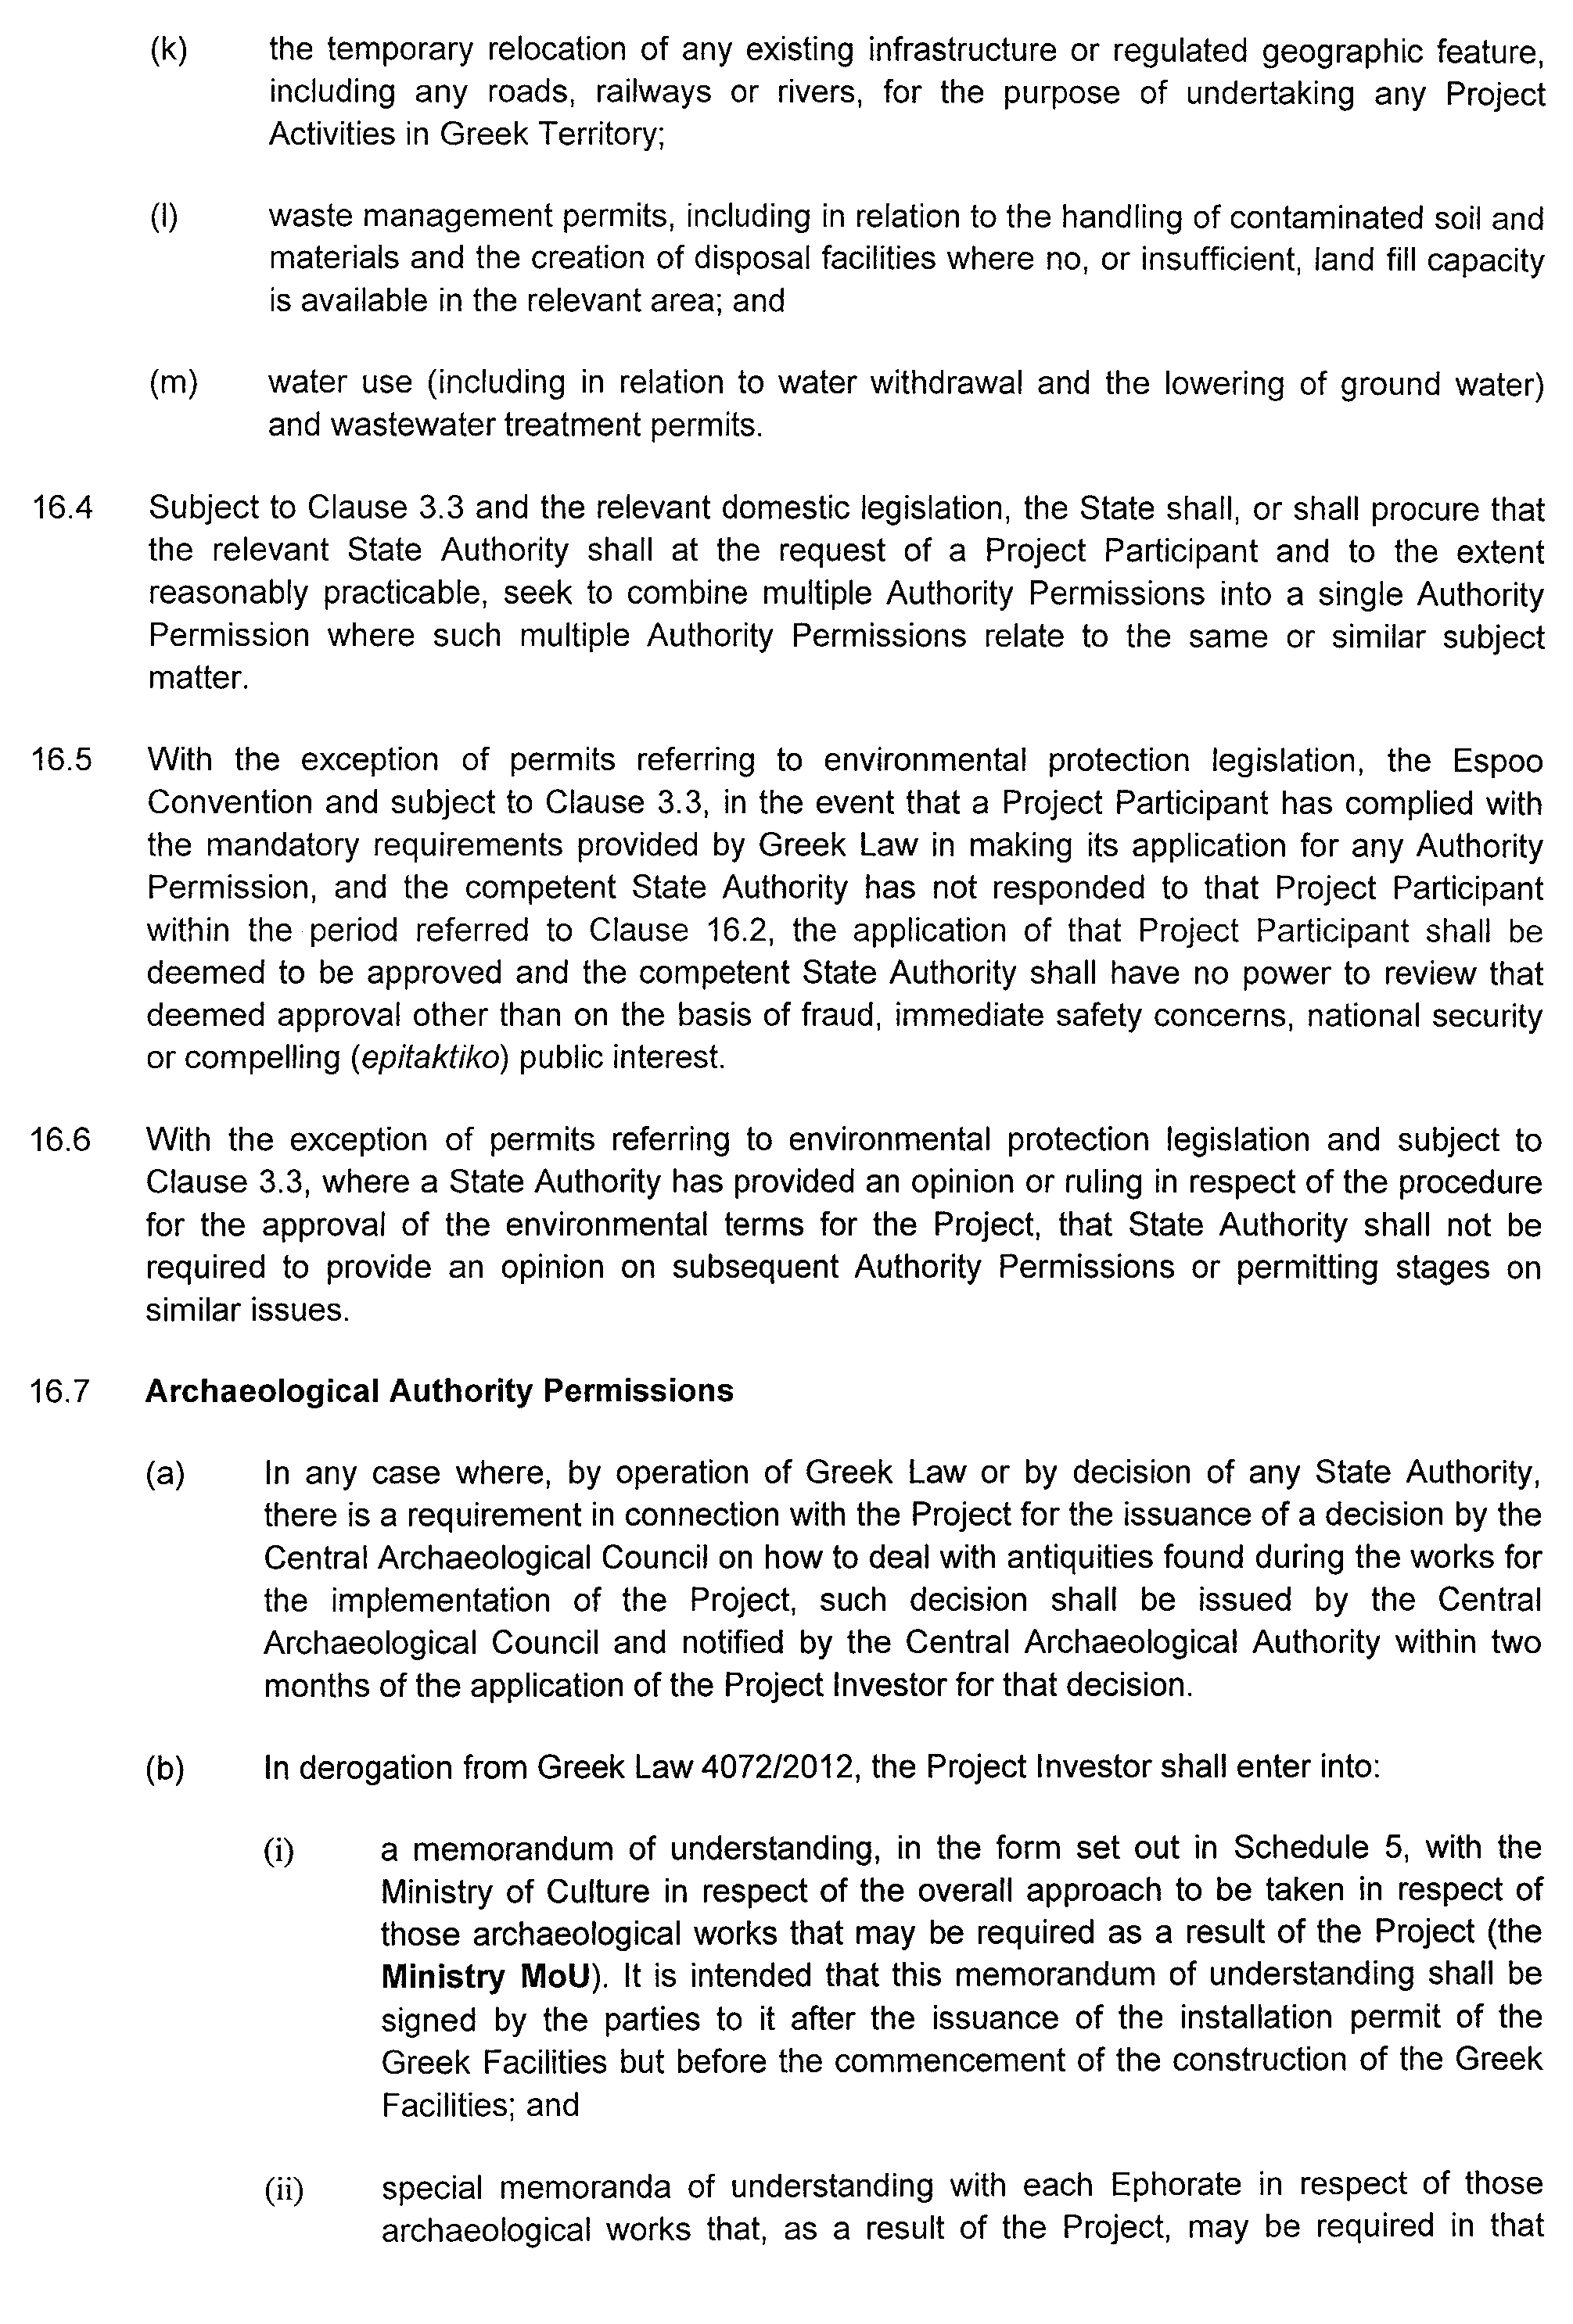 (k) the temporary relocation of any existing infrastructure or regulated geographic feature,
including any roads, railways or rivers, for the purpose of undertaking any Project
Activities in Greek Territory;
(l) waste management permits, including in relation to the handling of contaminated soil and
materials and the creation of disposal facilities where no, or insufficient, land fill capacity
is available in the relevant area; and
(m) water use (including in relation to water withdrawal and the lowering of ground water)
and wastewater treatment permits.
16.4 Subject to Clause 3.3 and the relevant domestic legislation, the State shall, or shall procure that
the relevant State Authority shall at the request of a Project Participant and to the extent
reasonably practicable, seek to combine multiple Authority Permissions into a single Authority
Permission where such multiple Authority Permissions relate to the same or similar subject
matter.
16.5 With the exception of permits referring to environmental protection legislation, the Espoo
Convention and subject to Clause 3.3, in the event that a Project Participant has complied with
the mandatory requirements provided by Greek Law in making its application for any Authority
Permission, and the competent State Authority has not responded to that Project Participant
within the period referred to Clause 16.2, the application of that Project Participant shall be
deemed to be approved and the competent State Authority shall have no power to review that
deemed approval other than on the basis of fraud, immediate safety concerns, national security
or compelling (epitaktiko) public interest.
16.6 With the exception of permits referring to environmental protection legislation and subject to
Clause 3.3, where a State Authority has provided an opinion or ruling in respect of the procedure
for the approval of the environmental terms for the Project, that State Authority shall not be
required to provide an opinion on subsequent Authority Permissions or permitting stages on
similar issues.
16.7 Archaeological Authority Permissions
(a) In any case where, by operation of Greek Law or by decision of any State Authority,
there is a requirement in connection with the Project for the issuance of a decision by the
Central Archaeological Council on how to deal with antiquities found during the works for
the implementation of the Project, such decision shall be issued by the Central
Archaeological Council and notified by the Central Archaeological Authority within two
months of the application of the Project Investor for that decision.
(b) In derogation from Greek Law 4072/2012, the Project Investor shall enter into:
(i) a memorandum of understanding, in the form set out in Schedule 5, with the
Ministry of Culture in respect of the overall approach to be taken in respect of
those archaeological works that may be required as a result of the Project (the
Ministry MoU). It is intended that this memorandum of understanding shall be
signed by the parties to it after the issuance of the installation permit of the
Greek Facilities but before the commencement of the construction of the Greek
Facilities; and
(ii) special memoranda of understanding with each Ephorate in respect of those
archaeological works that, as a result of the Project, may be required in that